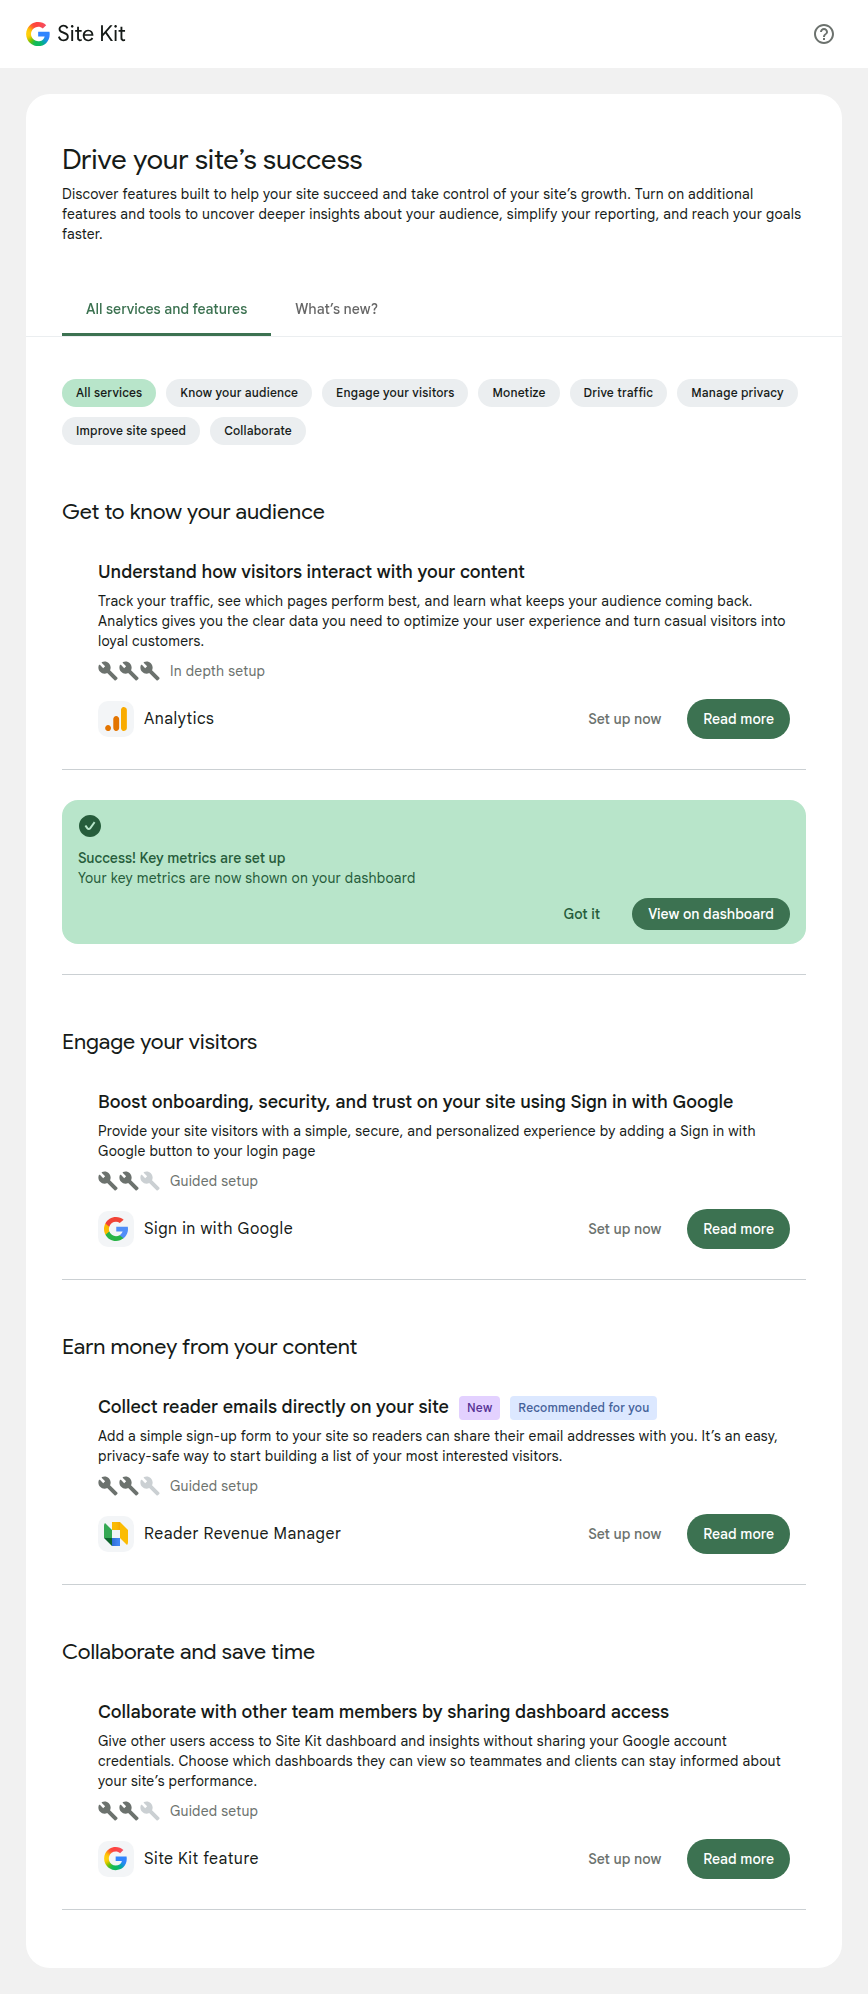 Site Kit
Drive your site’s success
Discover features built to help your site succeed and take control of your site’s growth. Turn on additional
features and tools to uncover deeper insights about your audience, simplify your reporting, and reach your goals
faster.
All services and features
What’s new?
All services
Know your audience
Engage your visitors
Monetize
Drive traffic
Manage privacy
Improve site speed
Collaborate
Get to know your audience
Understand how visitors interact with your content
Track your traffic, see which pages perform best, and learn what keeps your audience coming back.
Analytics gives you the clear data you need to optimize your user experience and turn casual visitors into
loyal customers.
In depth setup
Analytics
Set up now
Read more
Success! Key metrics are set up
Your key metrics are now shown on your dashboard
Got it
View on dashboard
Engage your visitors
Boost onboarding, security, and trust on your site using Sign in with Google
Provide your site visitors with a simple, secure, and personalized experience by adding a Sign in with
Google button to your login page
Guided setup
Sign in with Google
Set up now
Read more
Earn money from your content
Collect reader emails directly on your site
New
Recommended for you
Add a simple sign-up form to your site so readers can share their email addresses with you. It’s an easy,
privacy-safe way to start building a list of your most interested visitors.
Guided setup
Reader Revenue Manager
Set up now
Read more
Collaborate and save time
Collaborate with other team members by sharing dashboard access
Give other users access to Site Kit dashboard and insights without sharing your Google account
credentials. Choose which dashboards they can view so teammates and clients can stay informed about
your site’s performance.
Guided setup
Site Kit feature
Set up now
Read more